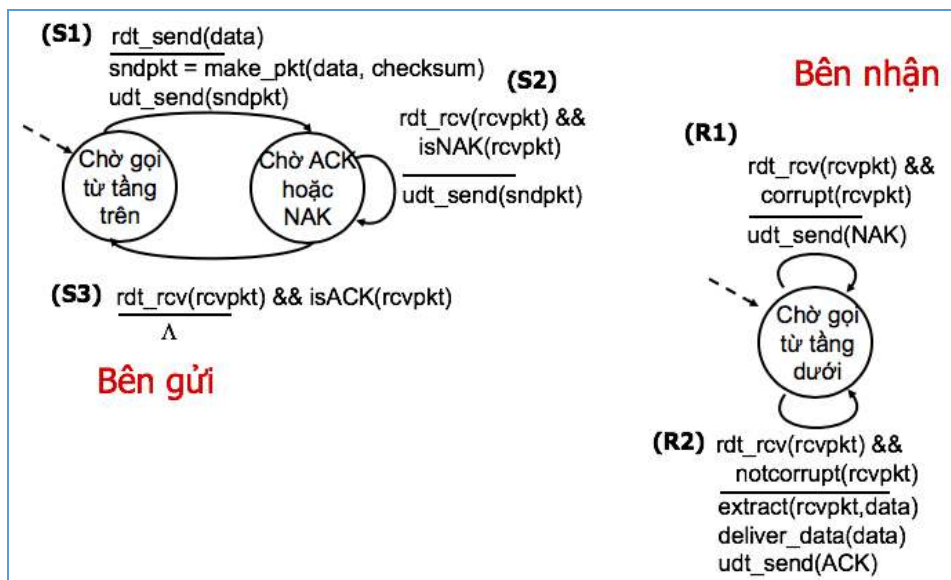 (S1) rdt_send(data)
sndpkt = make_pkt(data, checksum)
udt_send(sndpkt)
Chờ gọi
từ tầng
trên
Chờ ACK
hoặc
NAK
(S2)
rdt_rcv(rcvpkt) &&
isNAK(rcvpkt)
udt_send(sndpkt)
(S3) rdt_rcv(rcvpkt) && isACK(rcvpkt)
Λ
Bên gửi
Bên nhận
(R1)
rdt_rcv(rcvpkt) &&
corrupt(rcvpkt)
udt_send(NAK)
Chờ gọi
từ tầng
dưới
(R2) rdt_rcv(rcvpkt) &&
notcorrupt(rcvpkt)
extract(rcvpkt,data)
deliver_data(data)
udt_send(ACK)